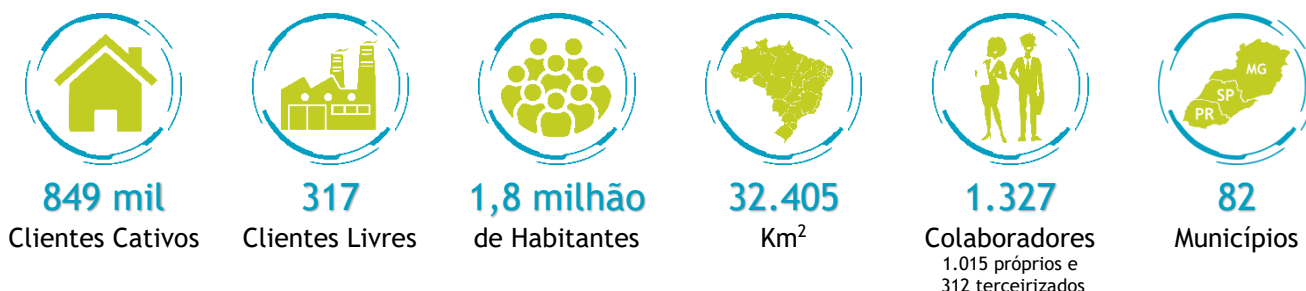 MG
SP
PR
849 mil
Clientes Cativos
317
Clientes Livres
1,8 milhão
de Habitantes
32.405
Km²
1.327
Colaboradores
1.015 próprios e
312 terceirizados
82
Municípios